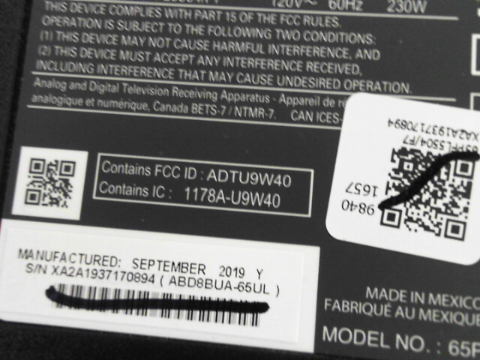 120V~ 60Hz 230W
THIS DEVICE COMPLIES WITH PART 15 OF THE FCC RULES.
OPERATION IS SUBJECT TO THE FOLLOWING TWO CONDITIONS:
(1) THIS DEVICE MAY NOT CAUSE HARMFUL INTERFERENCE, AND
(2) THIS DEVICE MUST ACCEPT ANY INTERFERENCE RECEIVED,
INCLUDING INTERFERENCE THAT MAY CAUSE UNDESIRED OPERATION.
Analog and Digital Television Receiving Apparatus - Appareil de
analogique et numérique, Canada BETS-7 / NTMR-7. CAN ICES-
XA2A1937170894
65PFL5504/F7
9840
1657
Contains FCC ID : ADTU9W40
Contains IC : 1178A-U9W40
MANUFACTURED: SEPTEMBER 2019 Y
S/N XA2A1937170894 ( ABD8BUA-65UL )
MADE IN MEXICO
FABRIQUÉ AU MEXIQUE
MODEL NO. : 65P